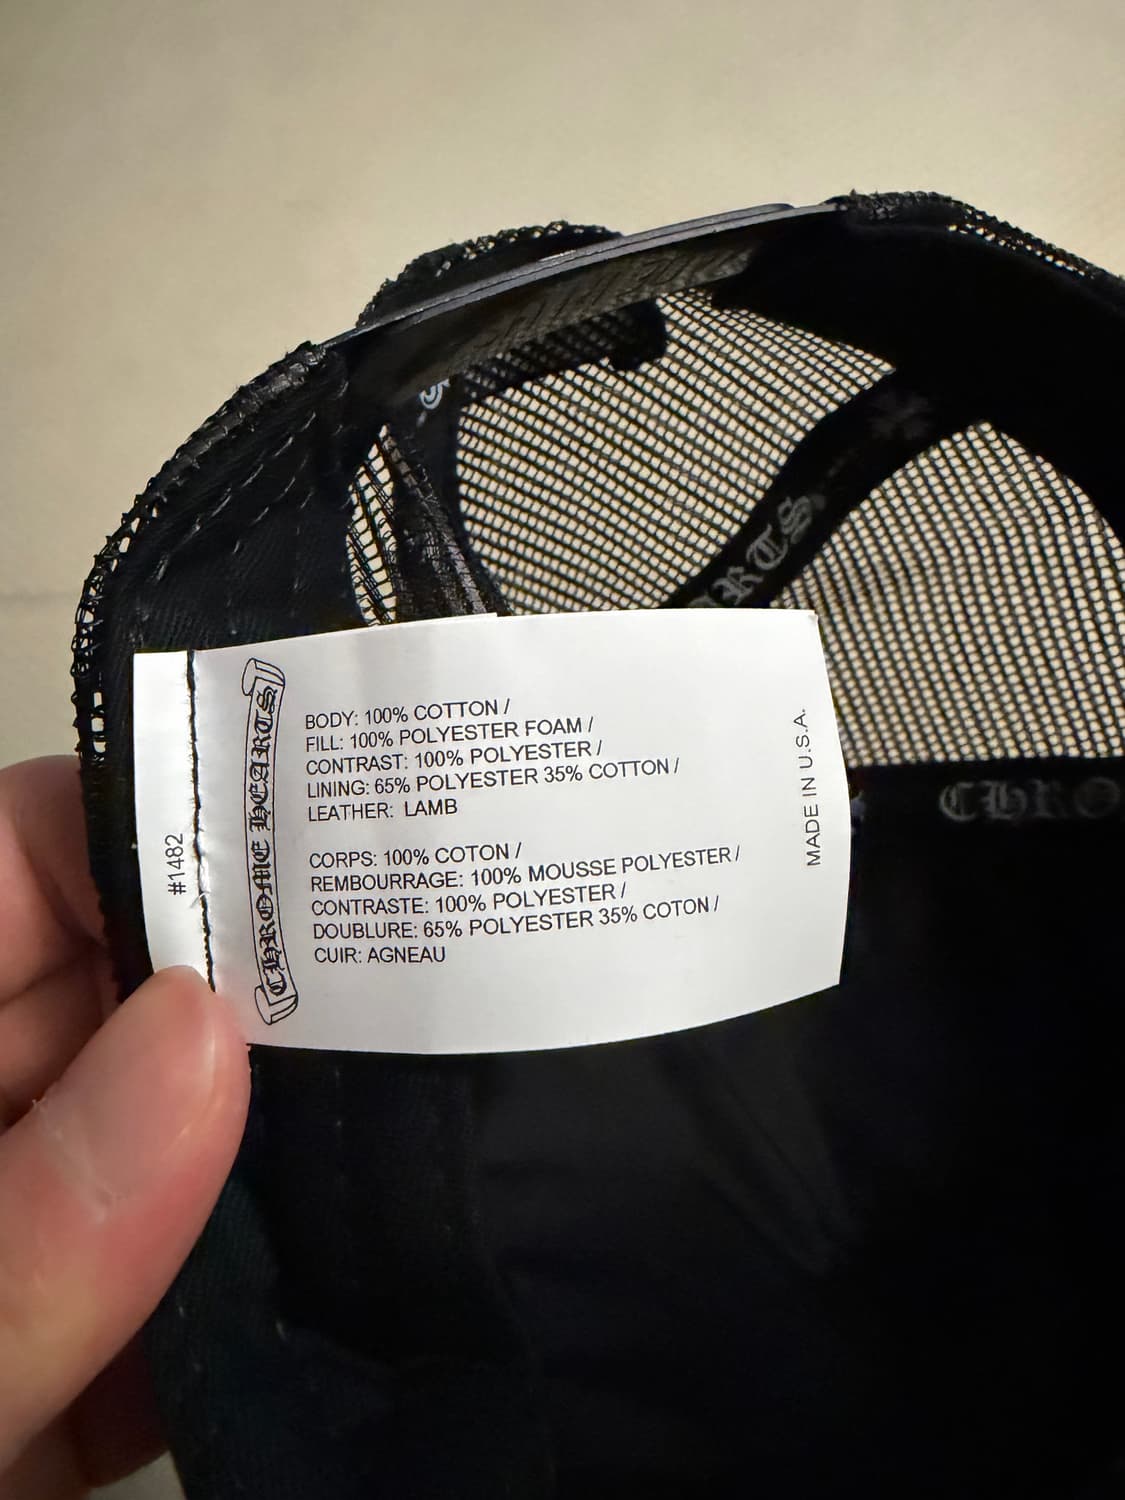 BODY: 100% COTTON /
FILL: 100% POLYESTER FOAM /
CONTRAST: 100% POLYESTER /
LINING: 65% POLYESTER 35% COTTON /
LEATHER: LAMB
CORPS: 100% COTON /
REMBOURRAGE: 100% MOUSSE POLYESTER /
CONTRASTE: 100% POLYESTER /
DOUBLURE: 65% POLYESTER 35% COTON /
CUIR: AGNEAU
MADE IN U.S.A.
CHROME HEARTS
#1482
ARTS
CHRO